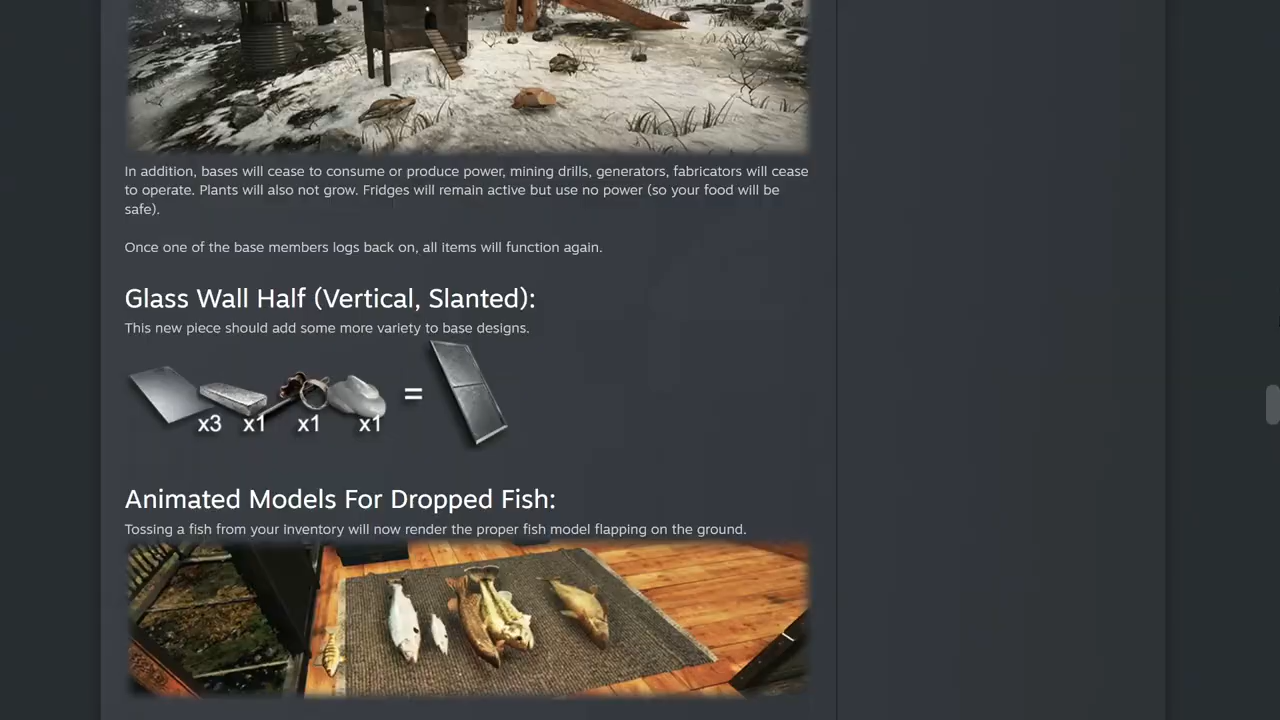 In addition, bases will cease to consume or produce power, mining drills, generators, fabricators will cease
to operate. Plants will also not grow. Fridges will remain active but use no power (so your food will be
safe).
Once one of the base members logs back on, all items will function again.
Glass Wall Half (Vertical, Slanted):
This new piece should add some more variety to base designs.
x3 x1 x1 x1 =
Animated Models For Dropped Fish:
Tossing a fish from your inventory will now render the proper fish model flapping on the ground.